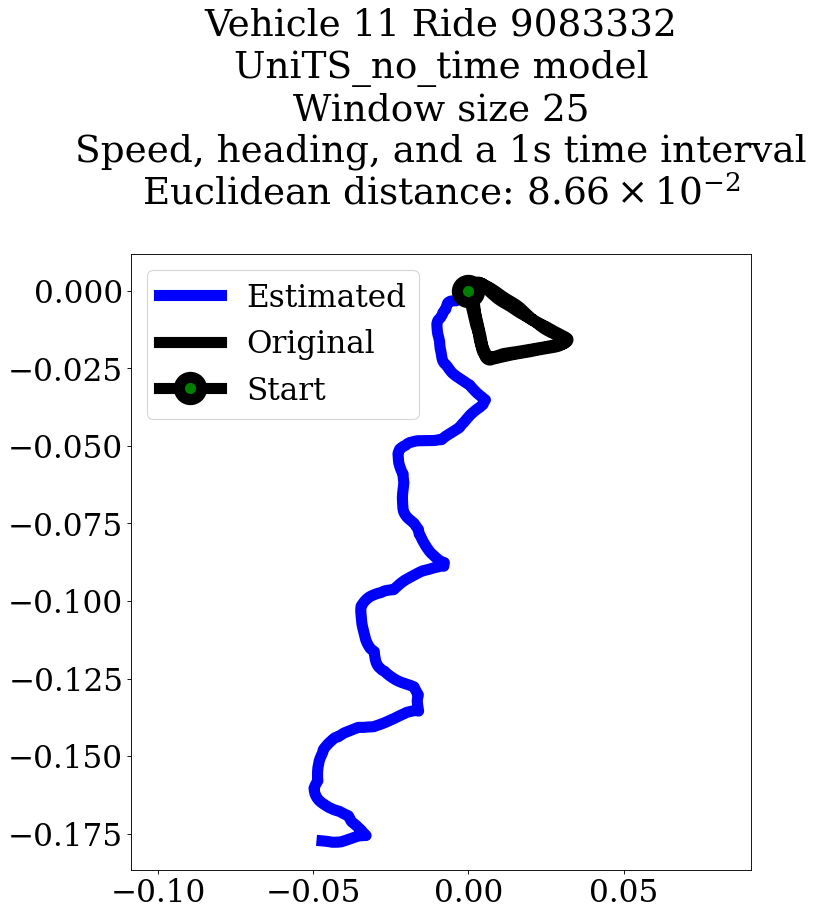 Vehicle 11 Ride 9083332
UniTS_no_time model
Window size 25
Speed, heading, and a 1s time interval
Euclidean distance: 8.66 × 10⁻²
Estimated
Original
Start
0.000
−0.025
−0.050
−0.075
−0.100
−0.125
−0.150
−0.175
−0.10 −0.05 0.00 0.05